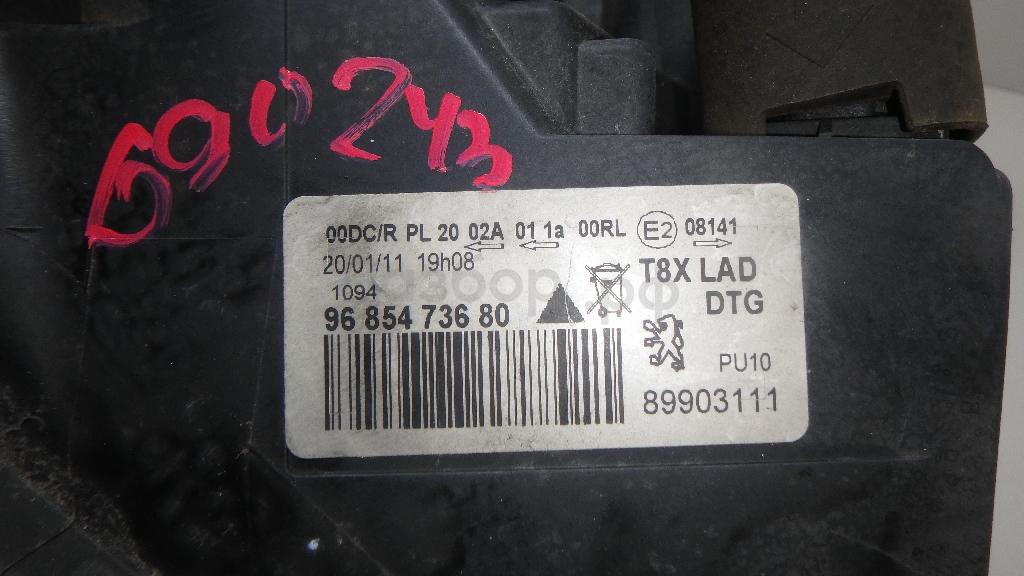 690243
00DC/R PL 20 02A 01 1a 00RL E2 08141
20/01/11 19h08
1094
96 854 736 80
T8X LAD
DTG
PU10
89903111